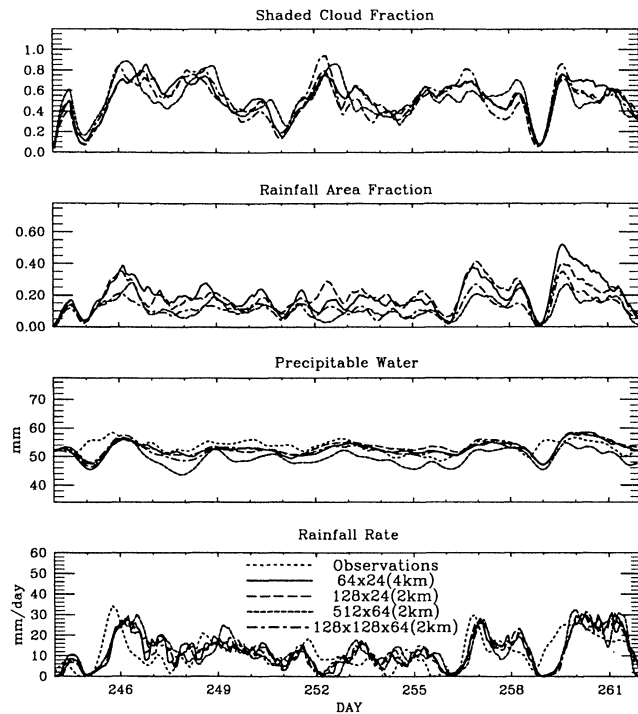 Shaded Cloud Fraction
1.0
0.8
0.6
0.4
0.2
0.0
Rainfall Area Fraction
0.60
0.40
0.20
0.00
Precipitable Water
70
60
50
40
mm
Rainfall Rate
60
50
40
30
20
10
0
mm/day
Observations
64x24(4km)
128x24(2km)
512x64(2km)
128x128x64(2km)
246 249 252 255 258 261
DAY